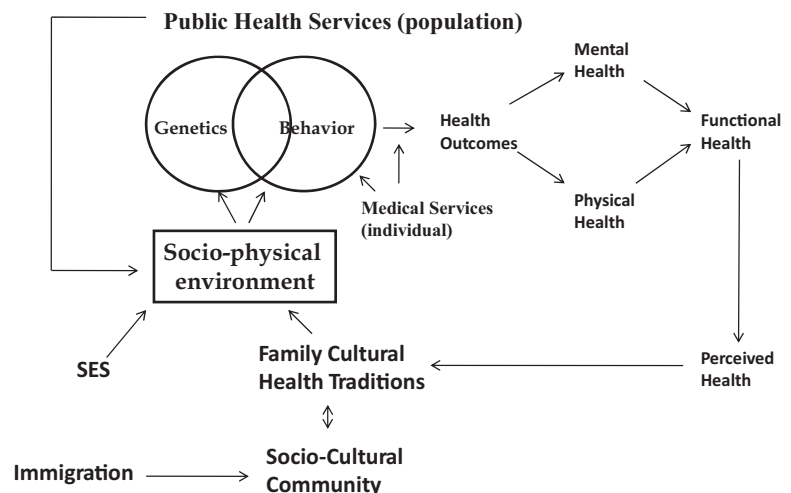 Public Health Services (population)
Genetics
Behavior
Health
Outcomes
Mental
Health
Functional
Health
Medical Services
(individual)
Physical
Health
Socio-physical
environment
SES
Family Cultural
Health Traditions
Perceived
Health
Immigration
Socio-Cultural
Community